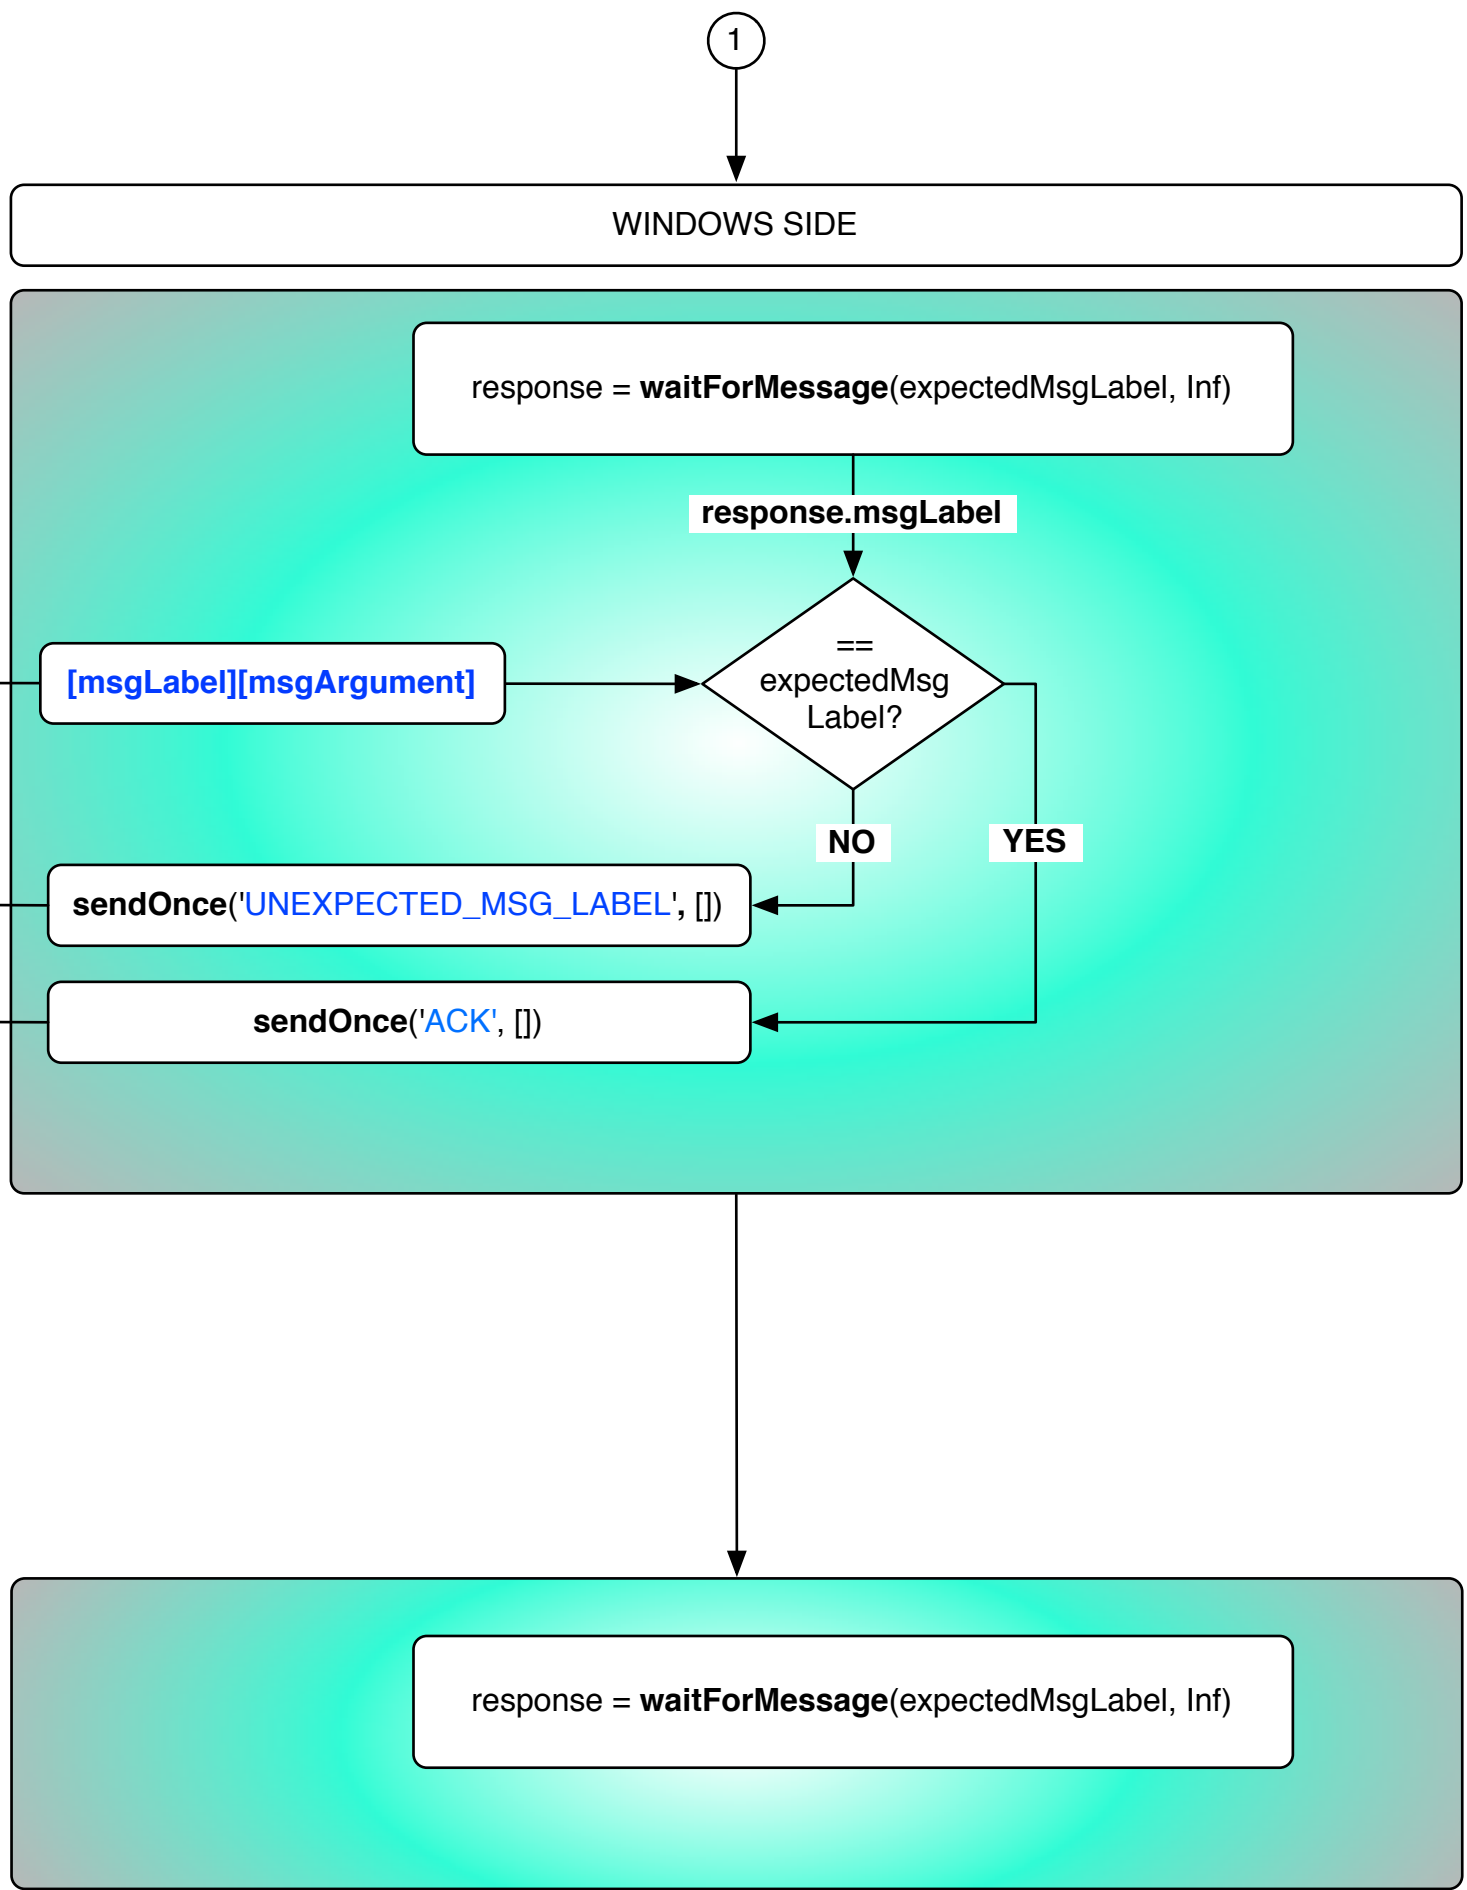 1
WINDOWS SIDE
response = waitForMessage(expectedMsgLabel, Inf)
response.msgLabel
==
expectedMsg
Label?
[msgLabel][msgArgument]
NO
YES
sendOnce('UNEXPECTED_MSG_LABEL', [])
sendOnce('ACK', [])
response = waitForMessage(expectedMsgLabel, Inf)